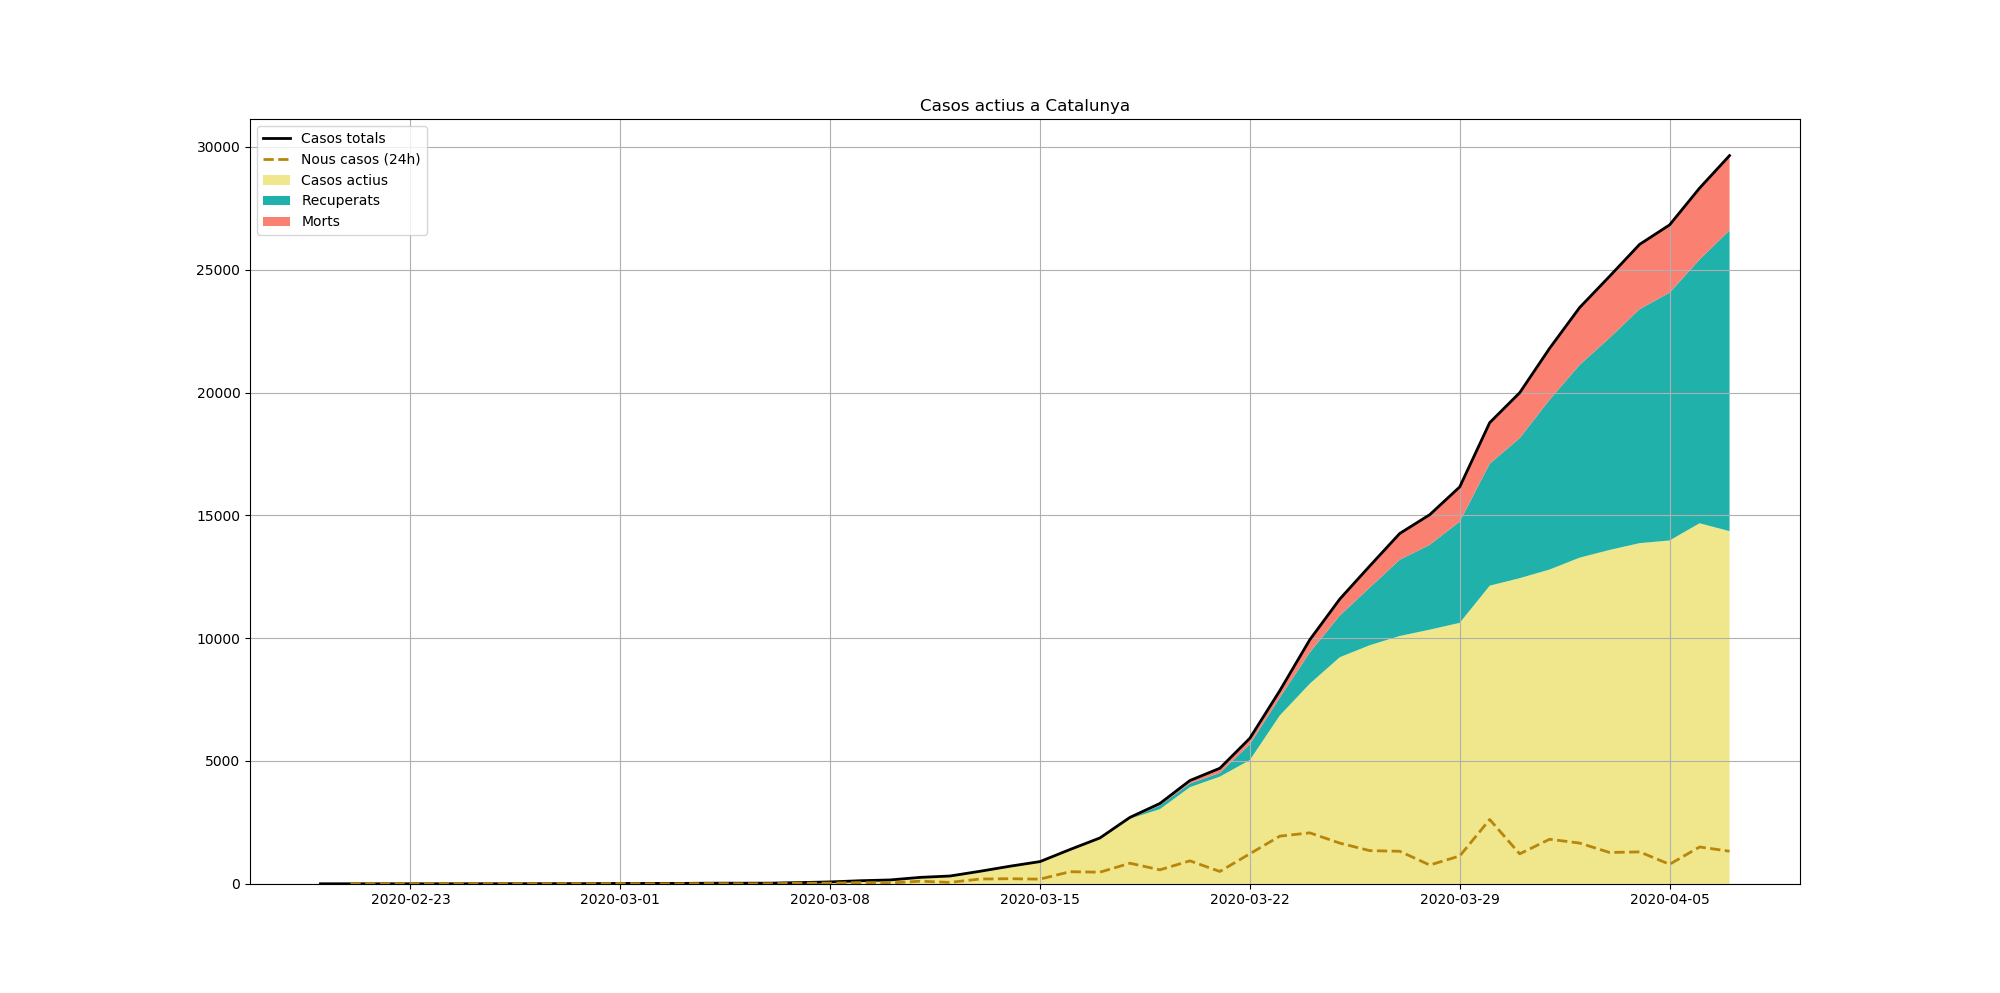 Casos actius a Catalunya
Casos totals
Nous casos (24h)
Casos actius
Recuperats
Morts
30000
25000
20000
15000
10000
5000
0
2020-02-23 2020-03-01 2020-03-08 2020-03-15 2020-03-22 2020-03-29 2020-04-05